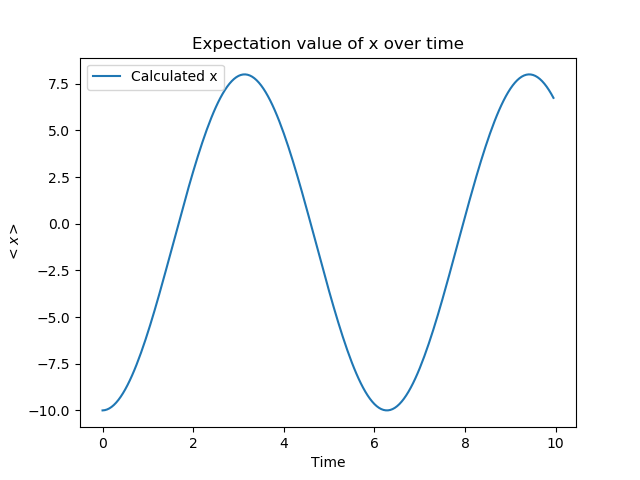 Expectation value of x over time
Calculated x
7.5
5.0
2.5
0.0
−2.5
−5.0
−7.5
−10.0
< x >
0 2 4 6 8 10
Time